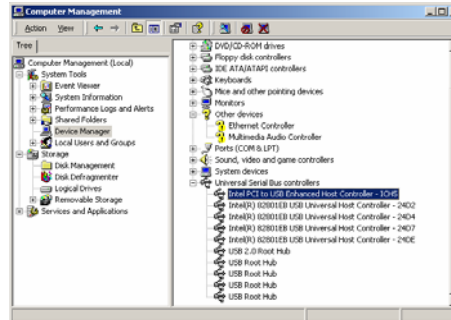 Computer Management
Action View
Tree
Computer Management (Local)
System Tools
Event Viewer
System Information
Performance Logs and Alerts
Shared Folders
Device Manager
Local Users and Groups
Storage
Disk Management
Disk Defragmenter
Logical Drives
Removable Storage
Services and Applications
DVD/CD-ROM drives
Floppy disk controllers
IDE ATA/ATAPI controllers
Keyboards
Mice and other pointing devices
Monitors
Other devices
Ethernet Controller
Multimedia Audio Controller
Ports (COM & LPT)
Sound, video and game controllers
System devices
Universal Serial Bus controllers
Intel PCI to USB Enhanced Host Controller - ICH5
Intel(R) 82801EB USB Universal Host Controller - 24D2
Intel(R) 82801EB USB Universal Host Controller - 24D4
Intel(R) 82801EB USB Universal Host Controller - 24D7
Intel(R) 82801EB USB Universal Host Controller - 24DE
USB 2.0 Root Hub
USB Root Hub
USB Root Hub
USB Root Hub
USB Root Hub